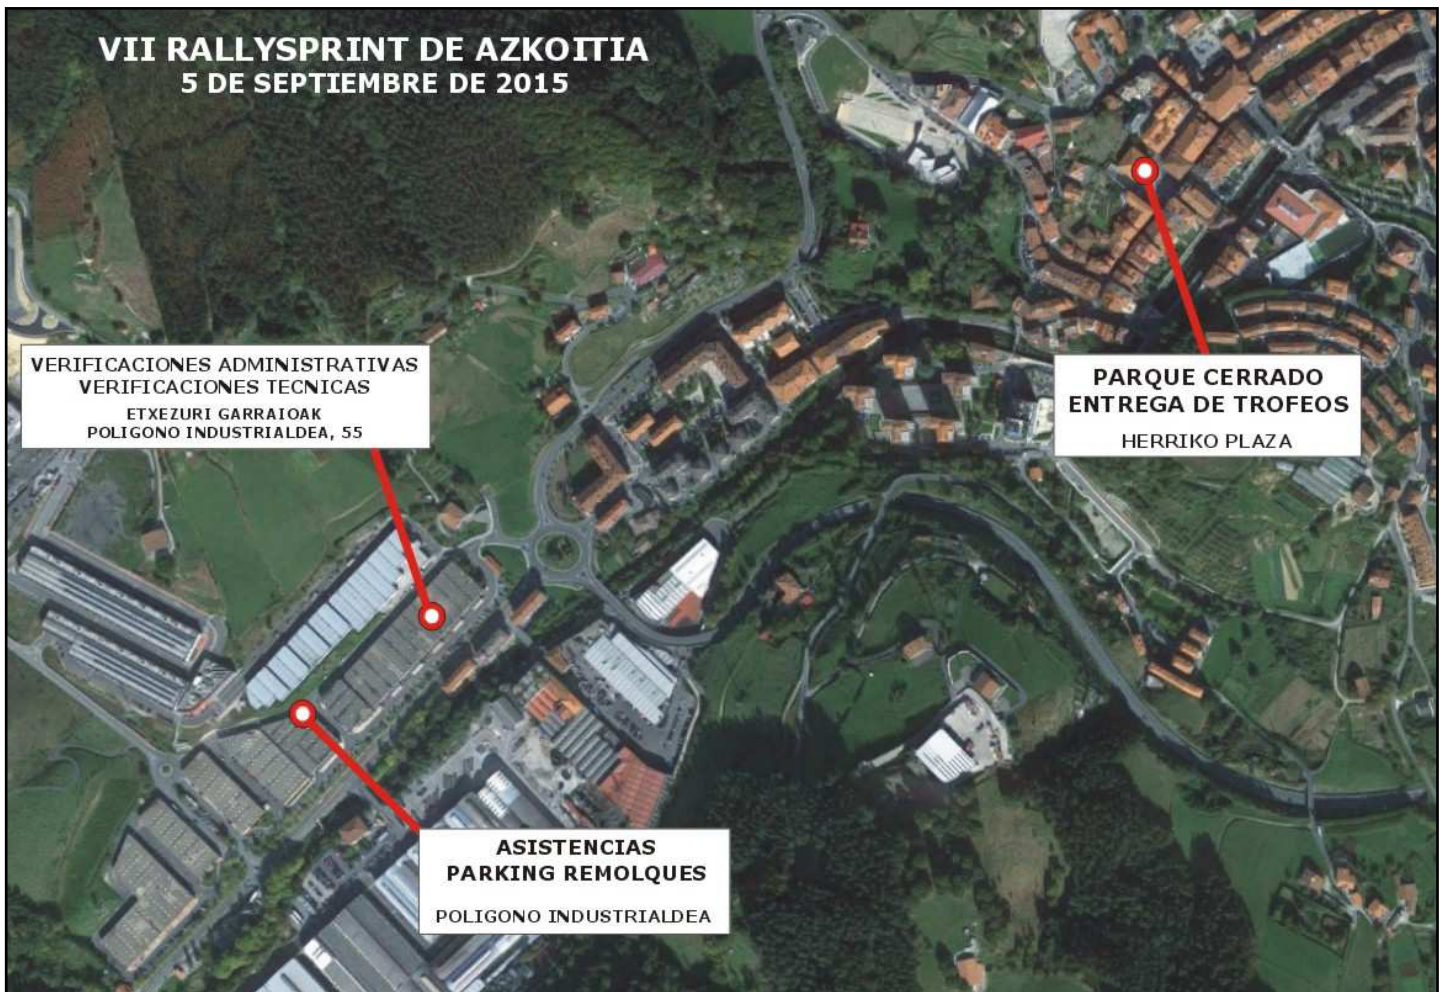 VII RALLYSPRINT DE AZKOITIA
5 DE SEPTIEMBRE DE 2015
VERIFICACIONES ADMINISTRATIVAS
VERIFICACIONES TECNICAS
ETXEZURI GARRAIOAK
POLIGONO INDUSTRIALDEA, 55
PARQUE CERRADO
ENTREGA DE TROFEOS
HERRIKO PLAZA
ASISTENCIAS
PARKING REMOLQUES
POLIGONO INDUSTRIALDEA